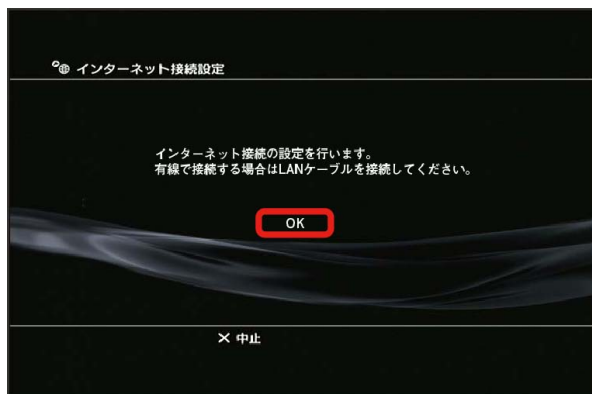 インターネット接続設定
インターネット接続の設定を行います。
有線で接続する場合はLANケーブルを接続してください。
OK
✕ 中止